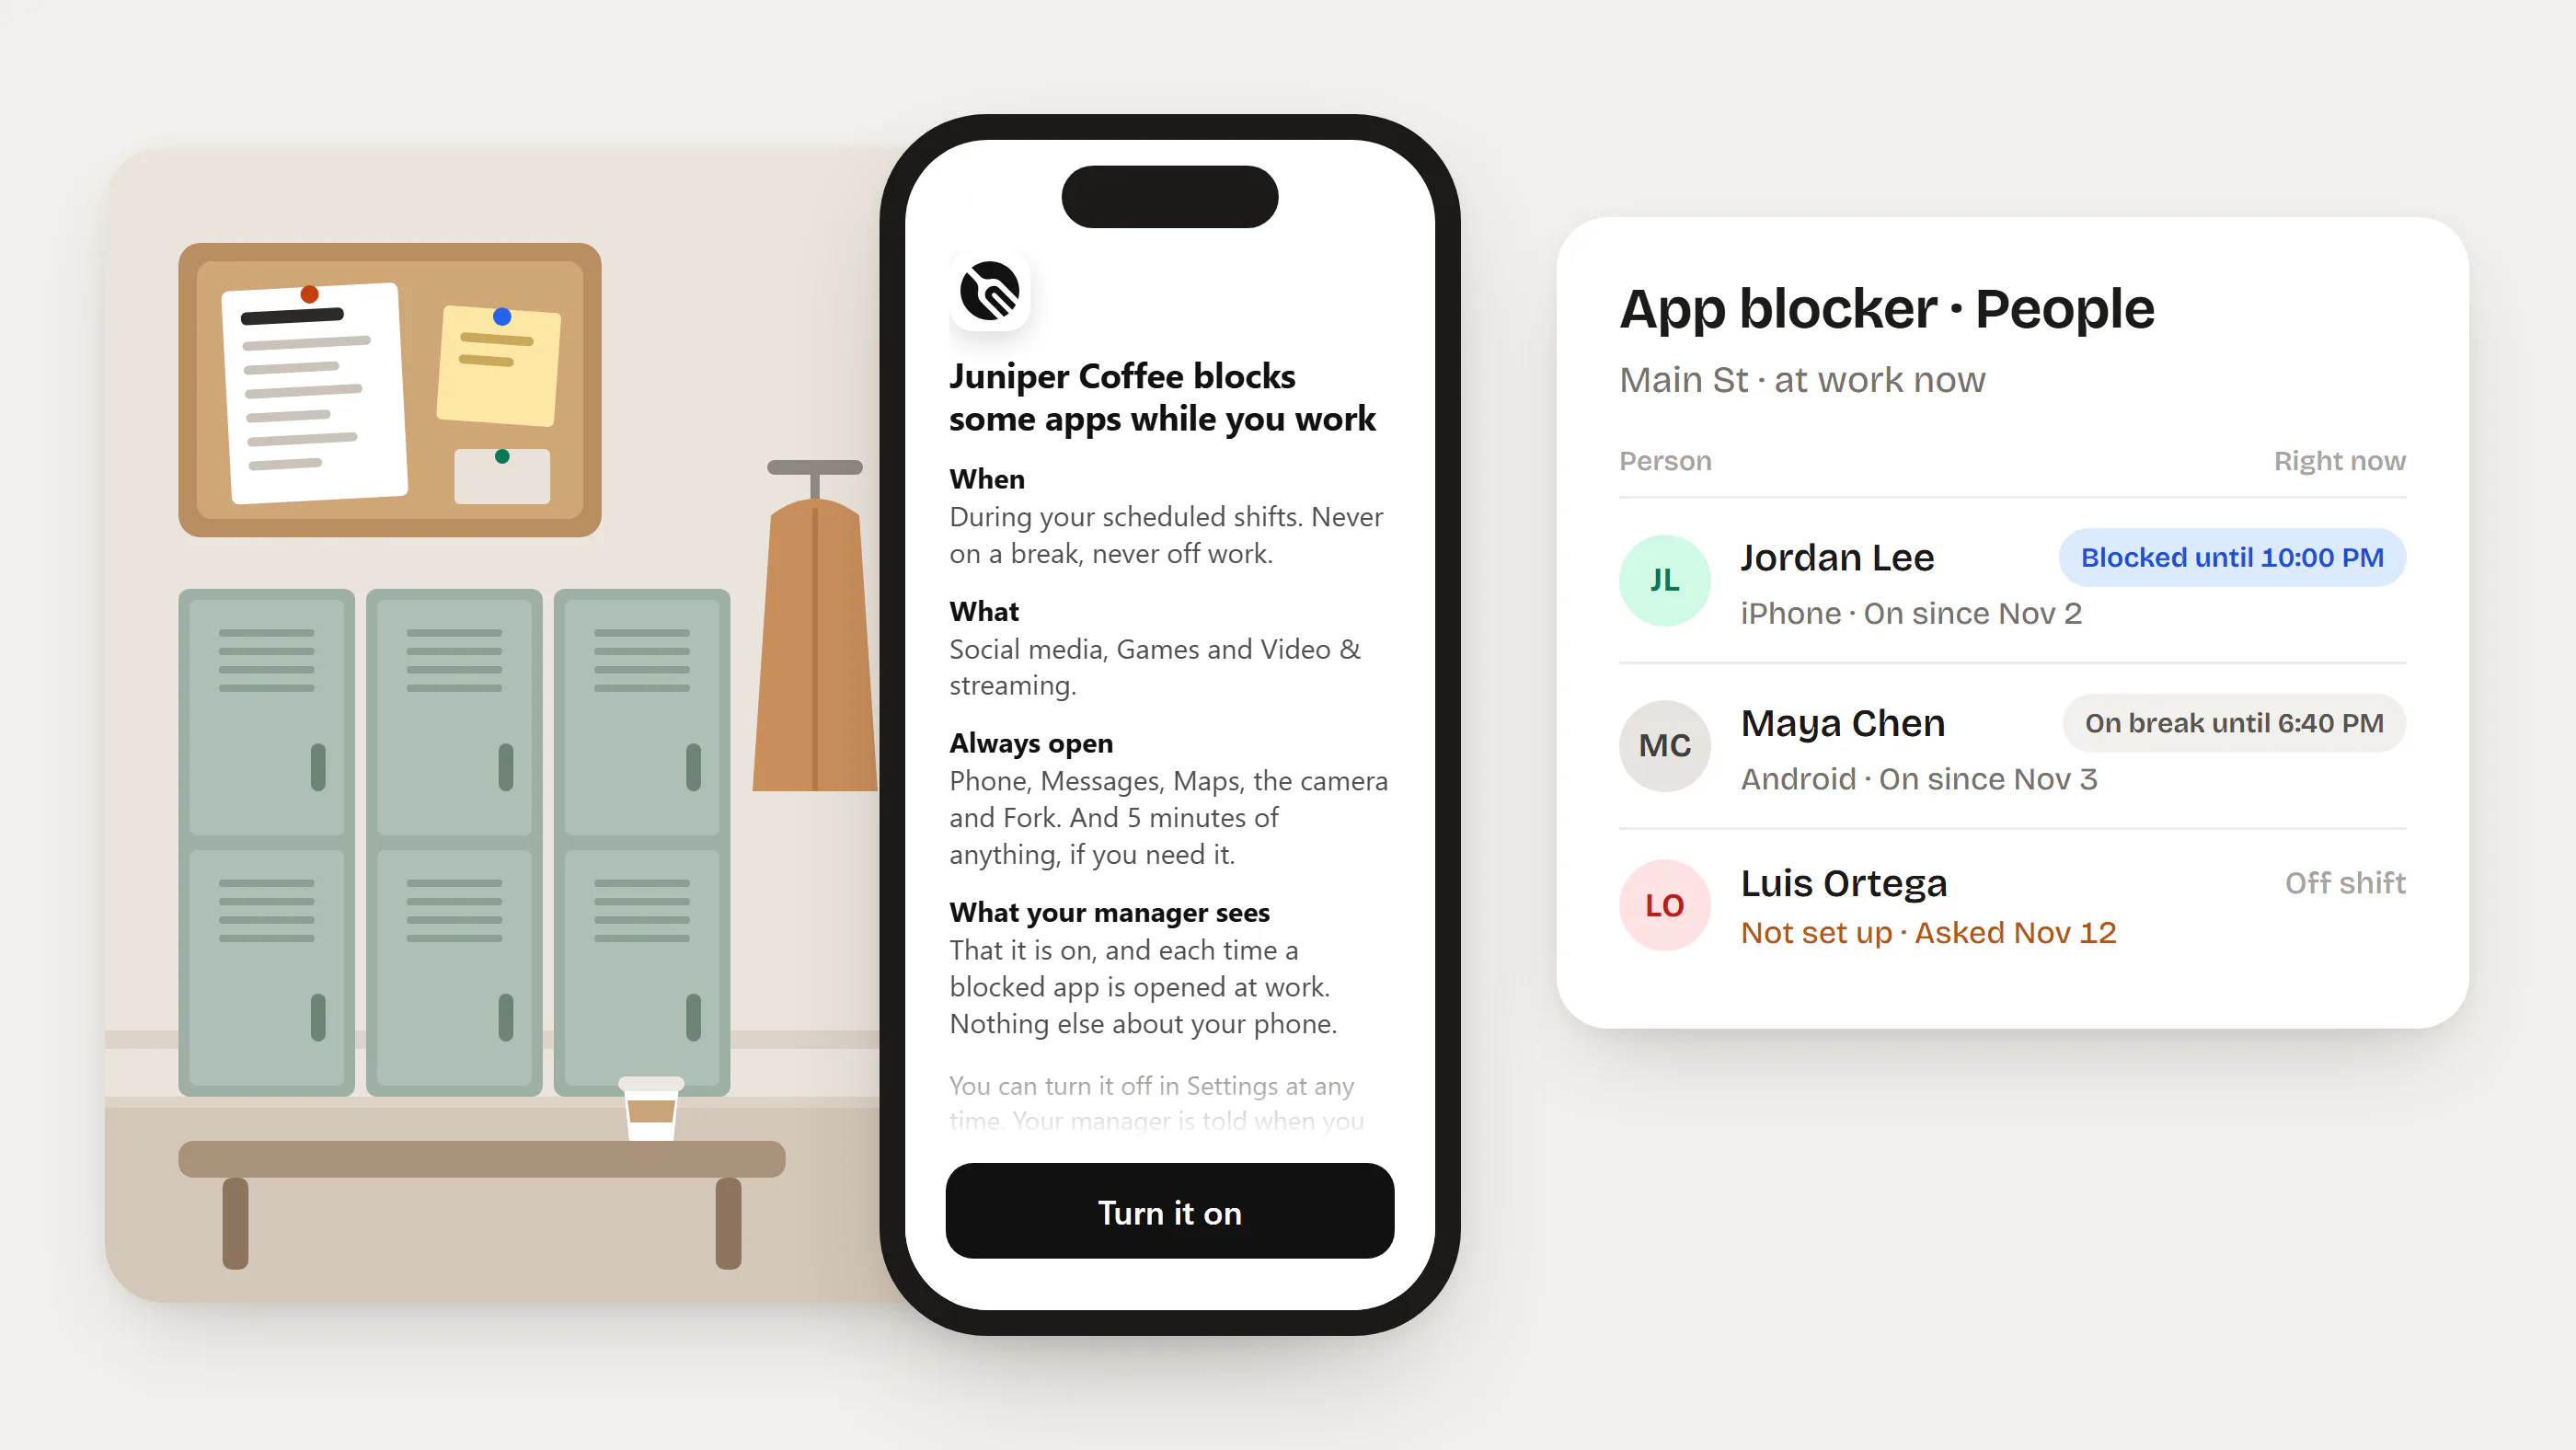 Juniper Coffee blocks
some apps while you work
When
During your scheduled shifts. Never
on a break, never off work.
What
Social media, Games and Video &
streaming.
Always open
Phone, Messages, Maps, the camera
and Fork. And 5 minutes of
anything, if you need it.
What your manager sees
That it is on, and each time a
blocked app is opened at work.
Nothing else about your phone.
You can turn it off in Settings at any
time. Your manager is told when you
Turn it on
App blocker · People
Main St · at work now
Person Right now
JL Jordan Lee Blocked until 10:00 PM
iPhone · On since Nov 2
MC Maya Chen On break until 6:40 PM
Android · On since Nov 3
LO Luis Ortega Off shift
Not set up · Asked Nov 12